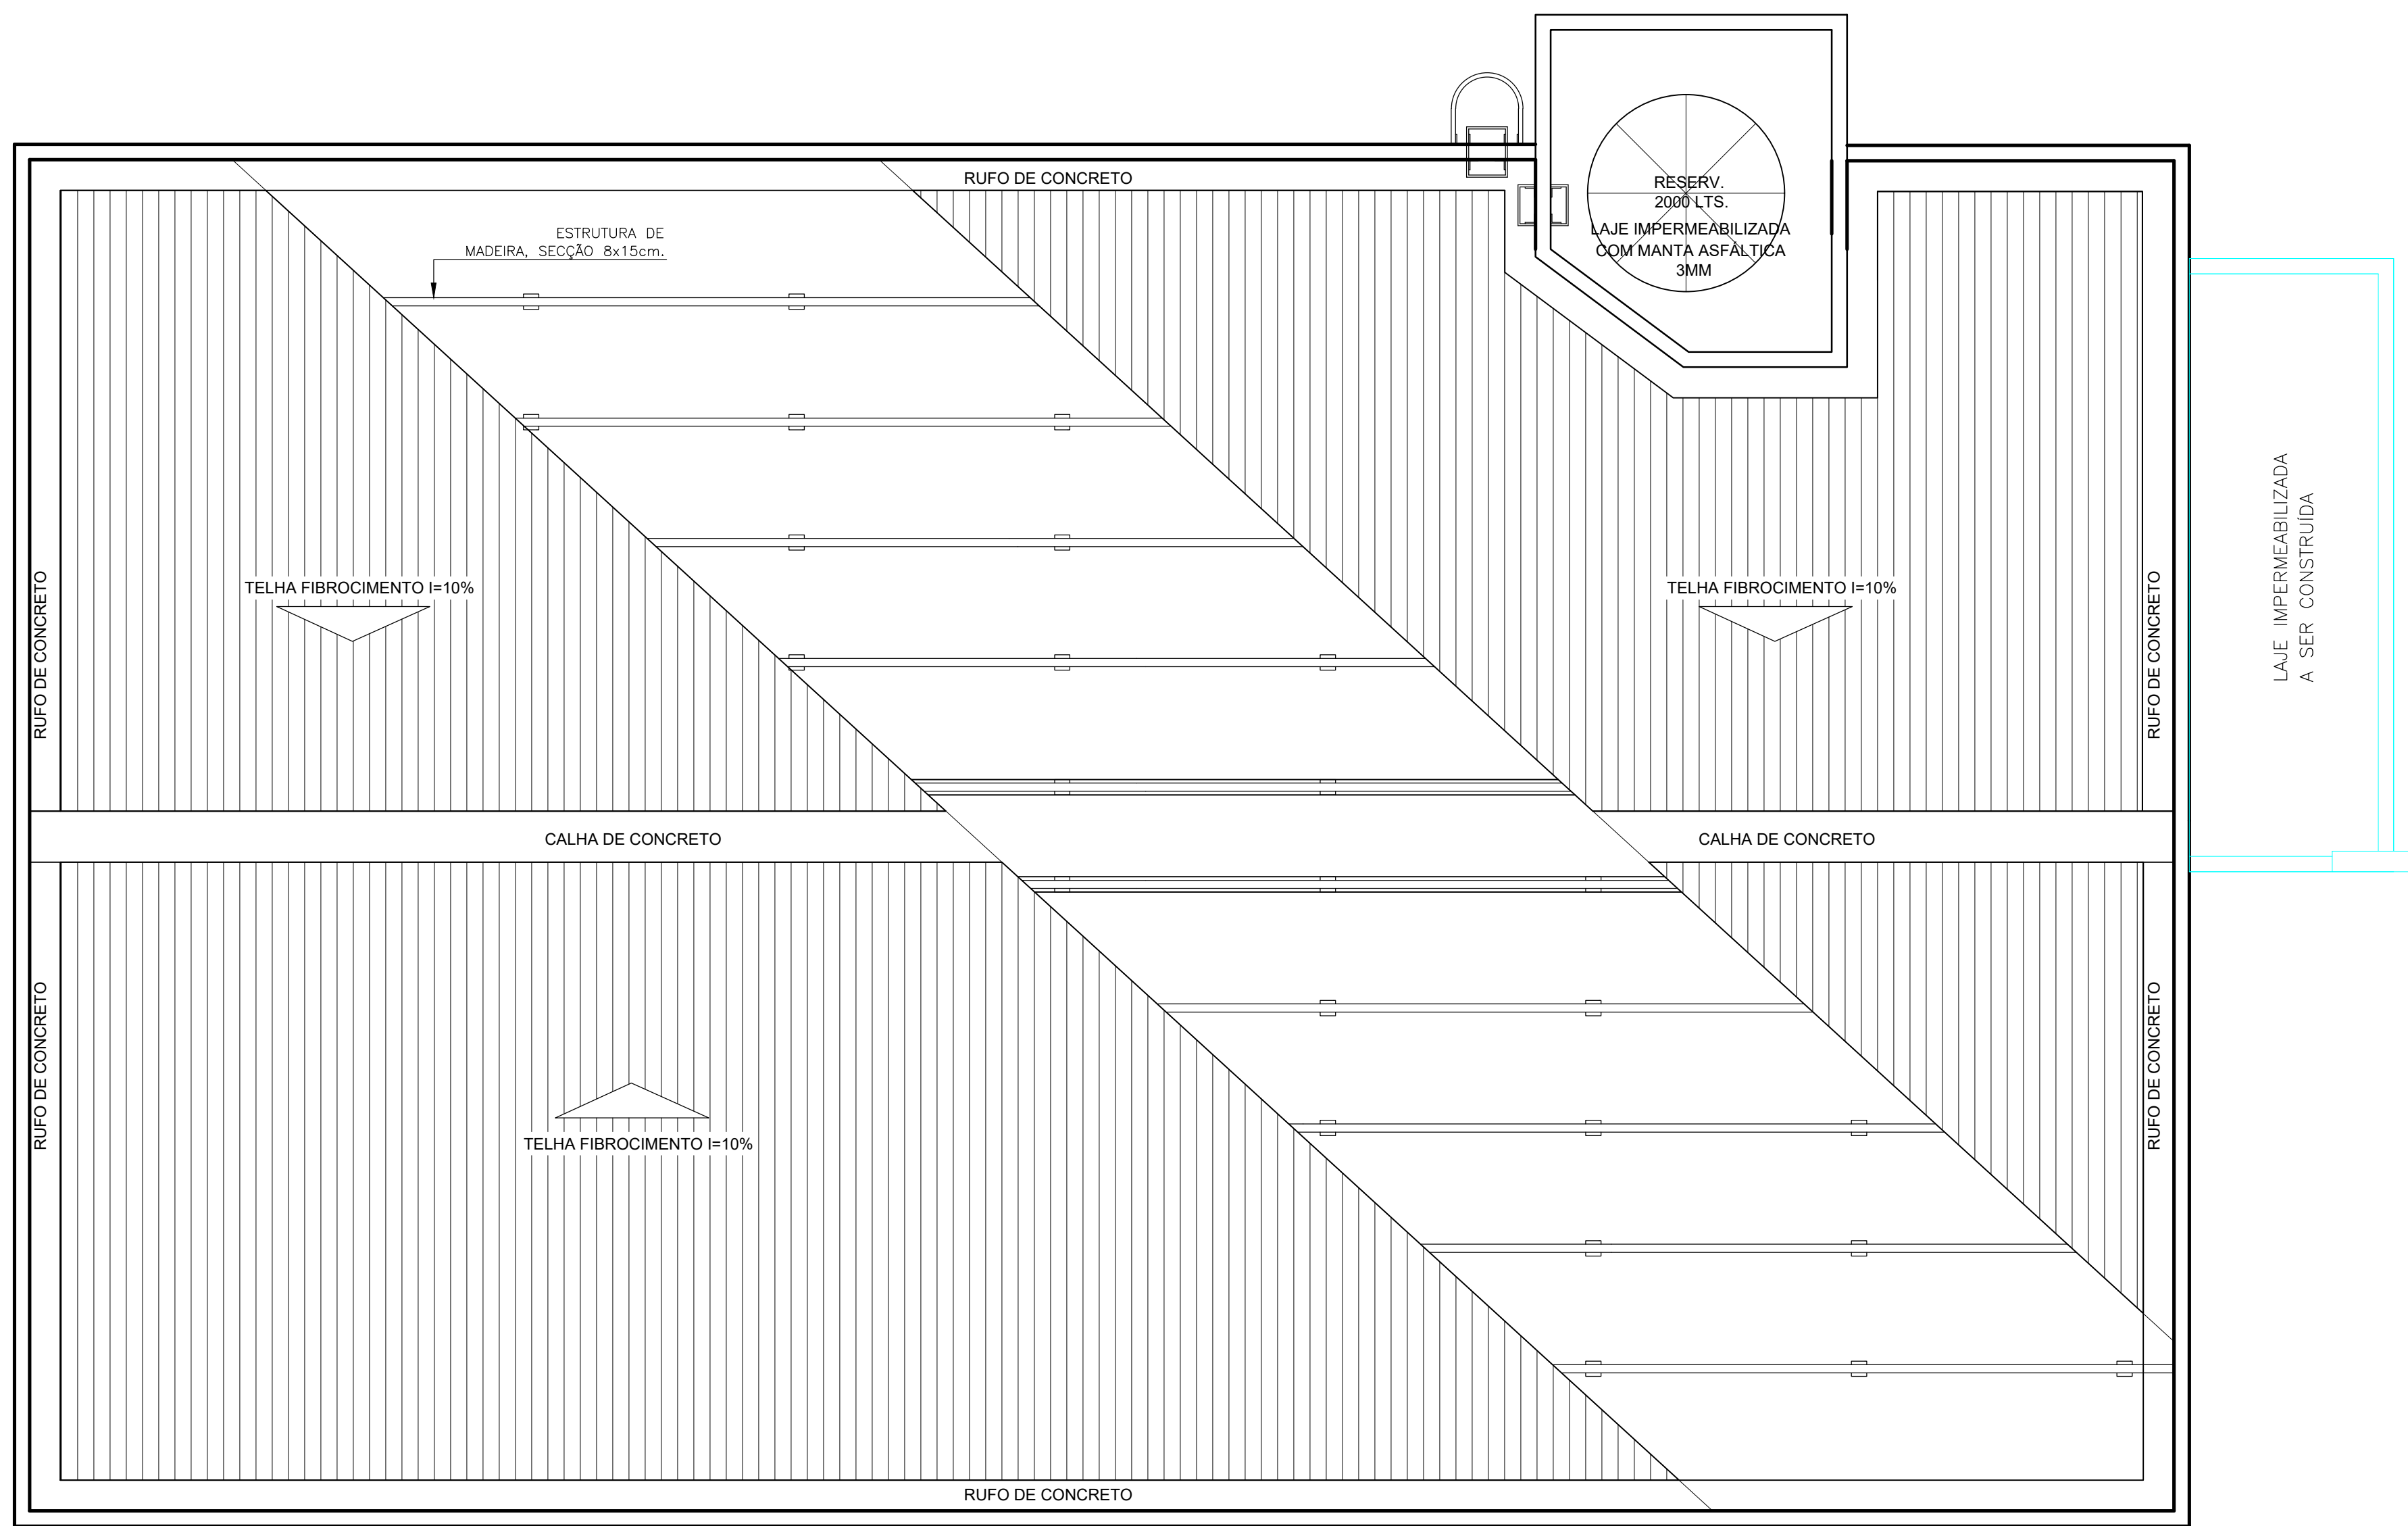 RUFO DE CONCRETO
RESERV.
2000 LTS.
LAJE IMPERMEABILIZADA
COM MANTA ASFÁLTICA
3MM
ESTRUTURA DE
MADEIRA, SECÇÃO 8x15cm.
TELHA FIBROCIMENTO I=10%
TELHA FIBROCIMENTO I=10%
RUFO DE CONCRETO
RUFO DE CONCRETO
LAJE IMPERMEABILIZADA
A SER CONSTRUÍDA
CALHA DE CONCRETO
CALHA DE CONCRETO
RUFO DE CONCRETO
RUFO DE CONCRETO
TELHA FIBROCIMENTO I=10%
RUFO DE CONCRETO